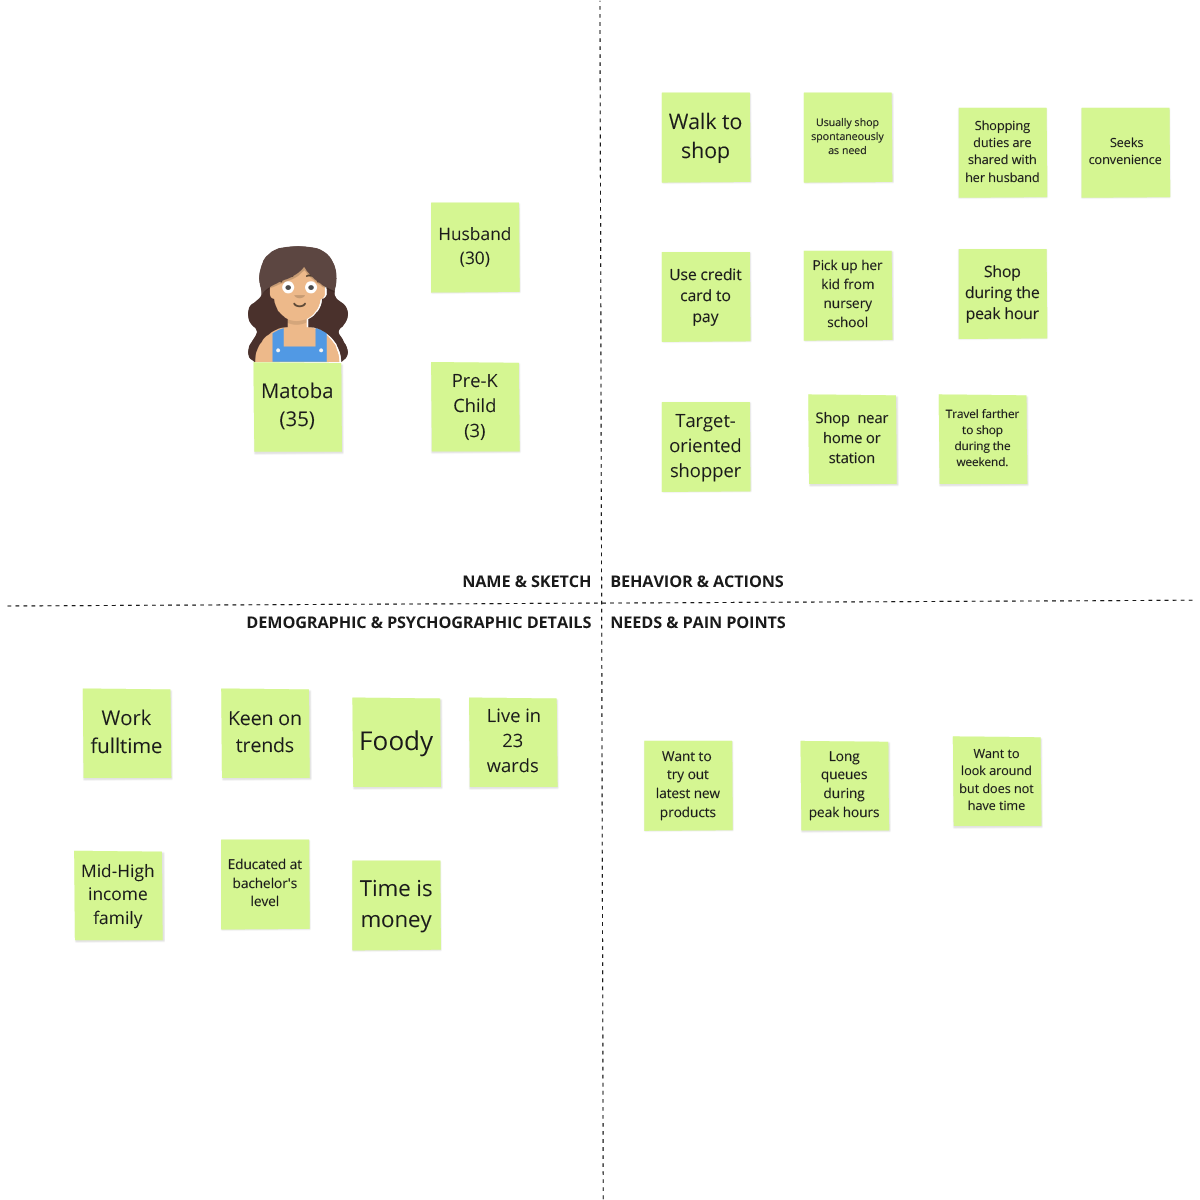 Husband
(30)
Matoba
(35)
Pre-K
Child
(3)
NAME & SKETCH
Walk to
shop
Usually shop
spontaneously
as need
Shopping
duties are
shared with
her husband
Seeks
convenience
Use credit
card to
pay
Pick up her
kid from
nursery
school
Shop
during the
peak hour
Target-
oriented
shopper
Shop near
home or
station
Travel farther
to shop
during the
weekend.
BEHAVIOR & ACTIONS
DEMOGRAPHIC & PSYCHOGRAPHIC DETAILS
Work
fulltime
Keen on
trends
Foody
Live in
23
wards
Mid-High
income
family
Educated at
bachelor's
level
Time is
money
NEEDS & PAIN POINTS
Want to
try out
latest new
products
Long
queues
during
peak hours
Want to
look around
but does not
have time